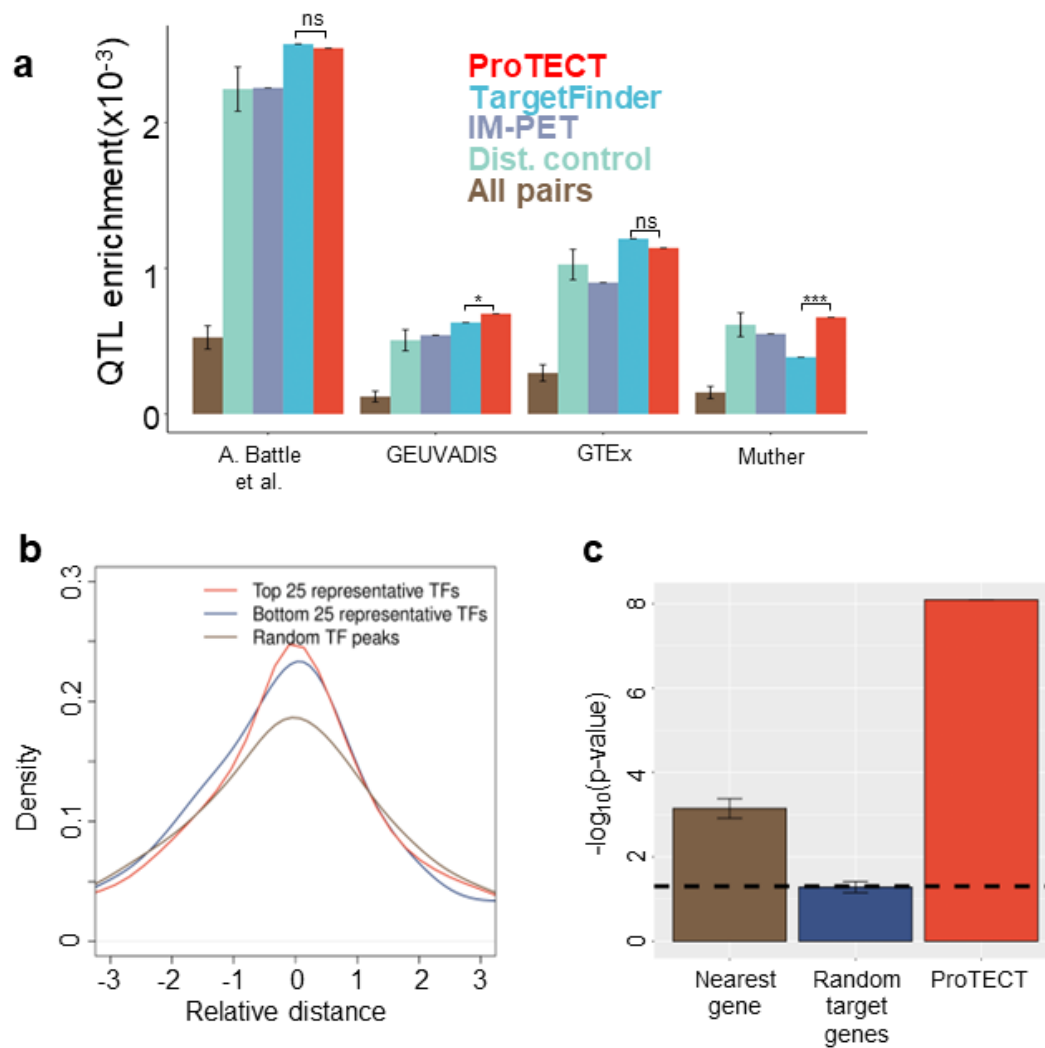 a
QTL enrichment(x10⁻³)
2
1
0
ns
*
ns
***
ProTECT
TargetFinder
IM-PET
Dist. control
All pairs
A. Battle
et al.
GEUVADIS
GTEx
Muther
b
Density
0.3
0.2
0.1
0
Top 25 representative TFs
Bottom 25 representative TFs
Random TF peaks
-3 -2 -1 0 1 2 3
Relative distance
c
-log₁₀(p-value)
8
6
4
2
0
Nearest
gene
Random
target
genes
ProTECT